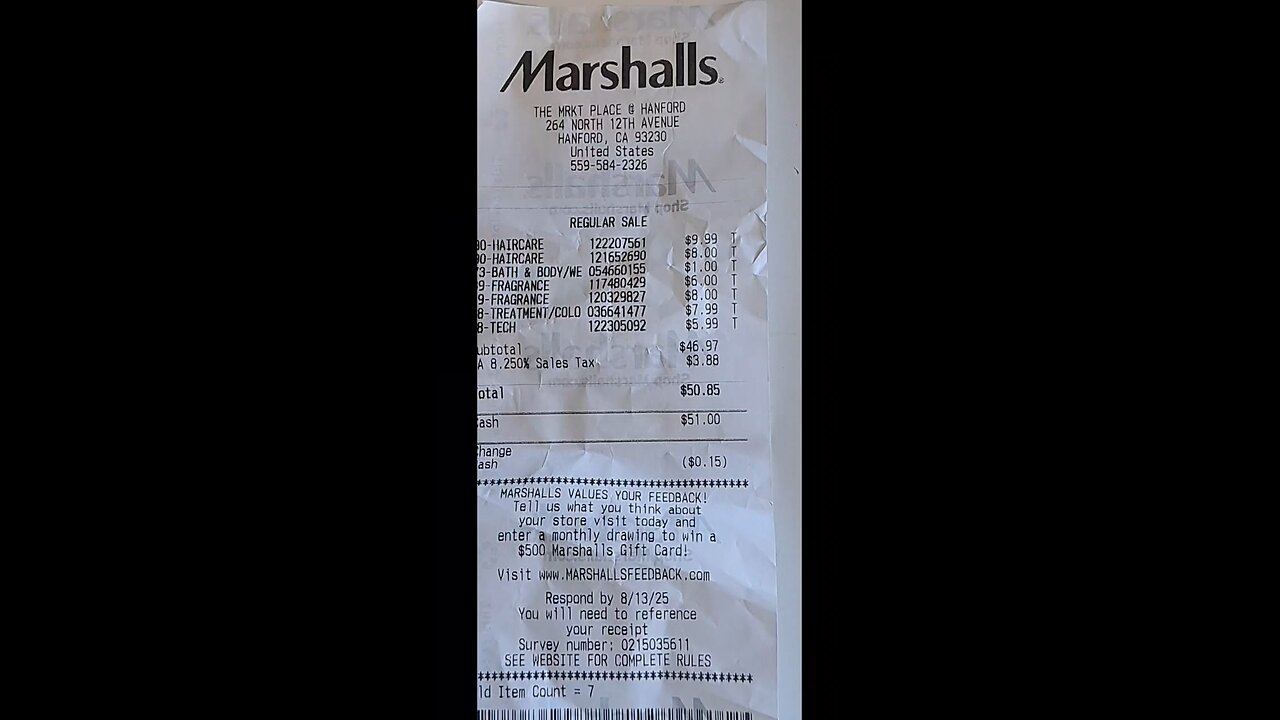 Marshalls
THE MRKT PLACE @ HANFORD
264 NORTH 12TH AVENUE
HANFORD, CA 93230
United States
559-584-2326
REGULAR SALE
0-HAIRCARE 122207561 $9.99 T
0-HAIRCARE 121652690 $8.00 T
3-BATH & BODY/WE 054660155 $1.00 T
9-FRAGRANCE 117480429 $6.00 T
9-FRAGRANCE 120329827 $8.00 T
8-TREATMENT/COLO 036641477 $7.99 T
8-TECH 122305092 $5.99 T
ubtotal $46.97
A 8.250% Sales Tax $3.88
otal $50.85
ash $51.00
hange
ash ($0.15)
MARSHALLS VALUES YOUR FEEDBACK!
Tell us what you think about
your store visit today and
enter a monthly drawing to win a
$500 Marshalls Gift Card!
Visit www.MARSHALLSFEEDBACK.com
Respond by 8/13/25
You will need to reference
your receipt
Survey number: 0215035611
SEE WEBSITE FOR COMPLETE RULES
ld Item Count = 7